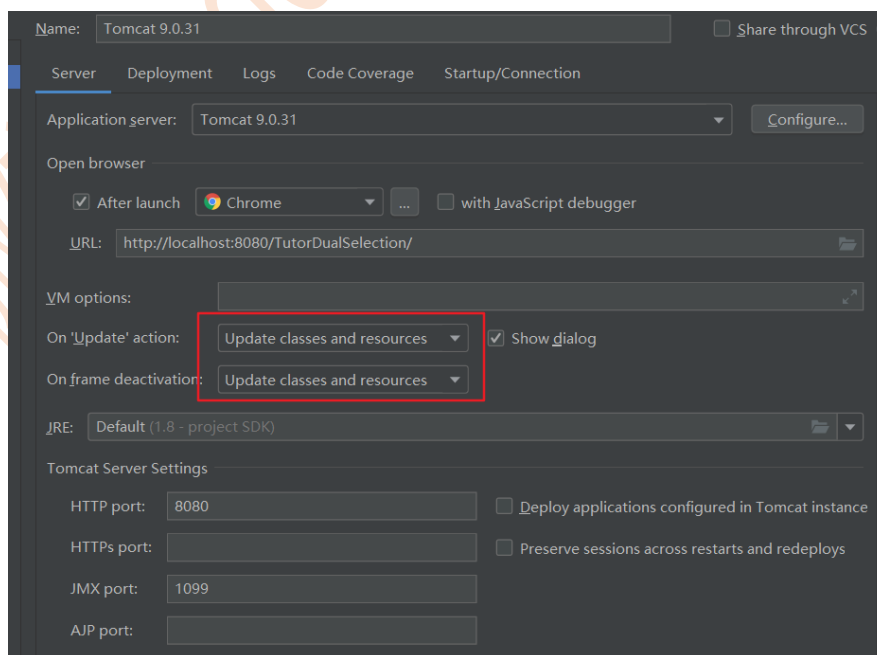 Name: Tomcat 9.0.31 Share through VCS
Server Deployment Logs Code Coverage Startup/Connection
Application server: Tomcat 9.0.31 Configure...
Open browser
After launch Chrome ... with JavaScript debugger
URL: http://localhost:8080/TutorDualSelection/
VM options:
On 'Update' action: Update classes and resources Show dialog
On frame deactivation: Update classes and resources
JRE: Default (1.8 - project SDK)
Tomcat Server Settings
HTTP port: 8080 Deploy applications configured in Tomcat instance
HTTPs port: Preserve sessions across restarts and redeploys
JMX port: 1099
AJP port: